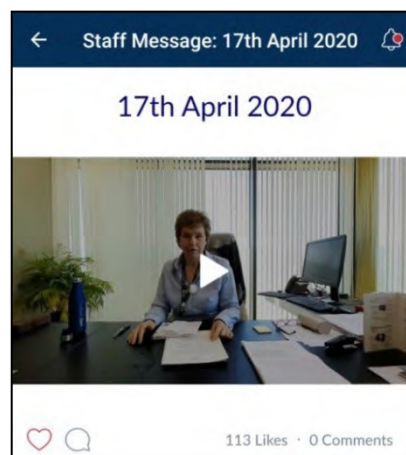 Staff Message: 17th April 2020
17th April 2020
113 Likes · 0 Comments